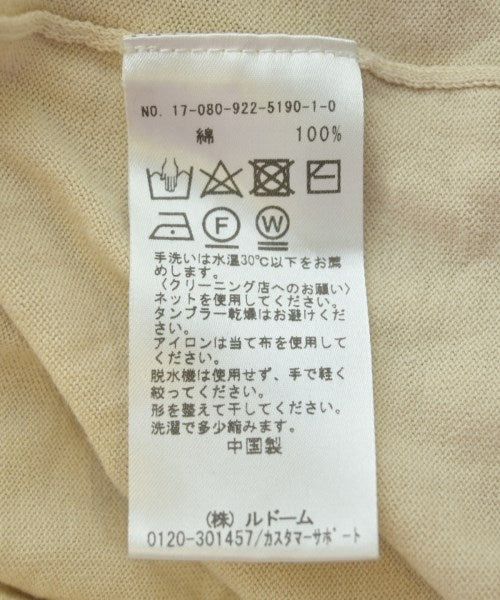 NO. 17-080-922-5190-1-0
綿 100%
F W
手洗いは水温30℃以下をお薦
めします。
〈クリーニング店へのお願い〉
ネットを使用してください。
タンブラー乾燥はお避けくだ
さい。
アイロンは当て布を使用して
ください。
脱水機は使用せず、手で軽く
絞ってください。
形を整えて干してください。
洗濯で多少縮みます。
中国製
(株) ルドーム
0120-301457/カスタマーサポート